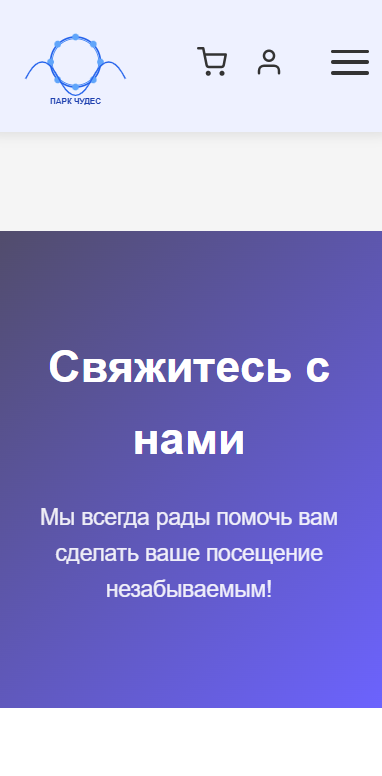 ПАРК ЧУДЕС
Свяжитесь с
нами
Мы всегда рады помочь вам
сделать ваше посещение
незабываемым!